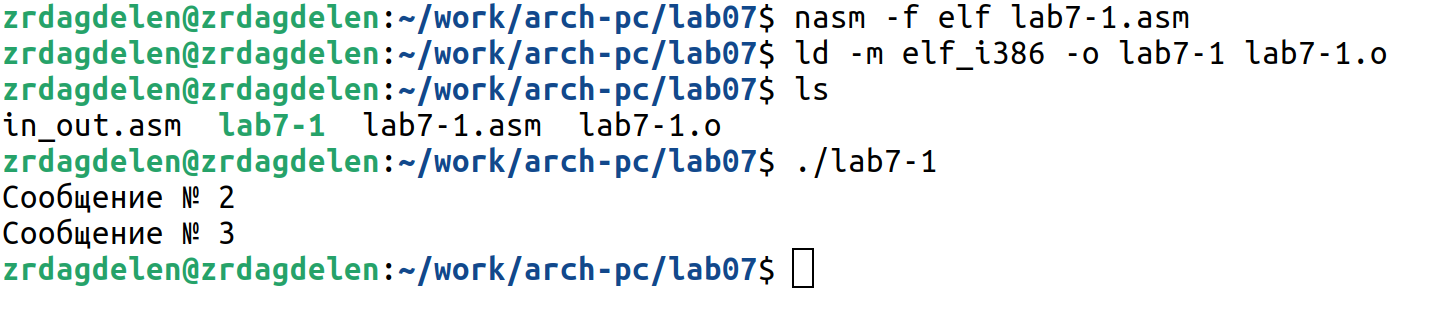 zrdagdelen@zrdagdelen:~/work/arch-pc/lab07$ nasm -f elf lab7-1.asm
zrdagdelen@zrdagdelen:~/work/arch-pc/lab07$ ld -m elf_i386 -o lab7-1 lab7-1.o
zrdagdelen@zrdagdelen:~/work/arch-pc/lab07$ ls
in_out.asm  lab7-1  lab7-1.asm  lab7-1.o
zrdagdelen@zrdagdelen:~/work/arch-pc/lab07$ ./lab7-1
Сообщение № 2
Сообщение № 3
zrdagdelen@zrdagdelen:~/work/arch-pc/lab07$